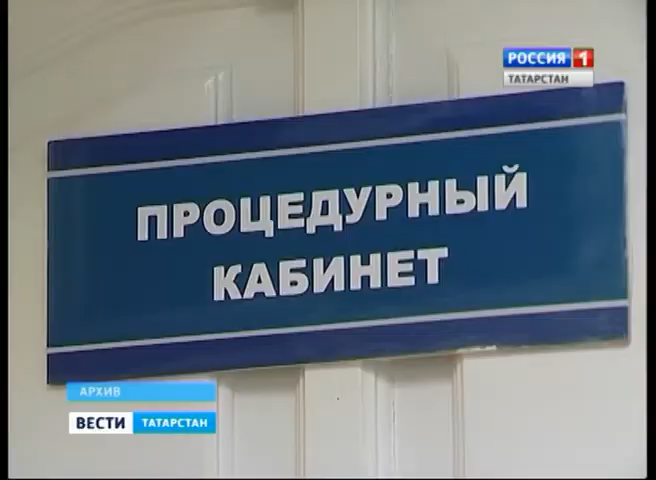 РОССИЯ 1
ТАТАРСТАН
ПРОЦЕДУРНЫЙ
КАБИНЕТ
АРХИВ
ВЕСТИ ТАТАРСТАН